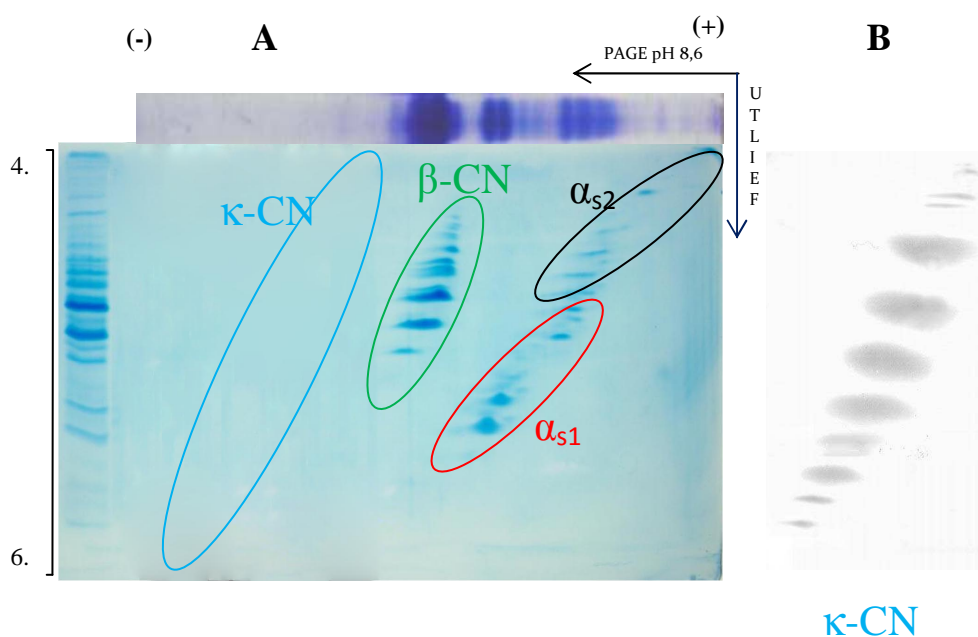 (-)
A
(+)
B
PAGE pH 8,6
U
T
L
I
E
F
4.
κ-CN
β-CN
αs2
αs1
6.
κ-CN